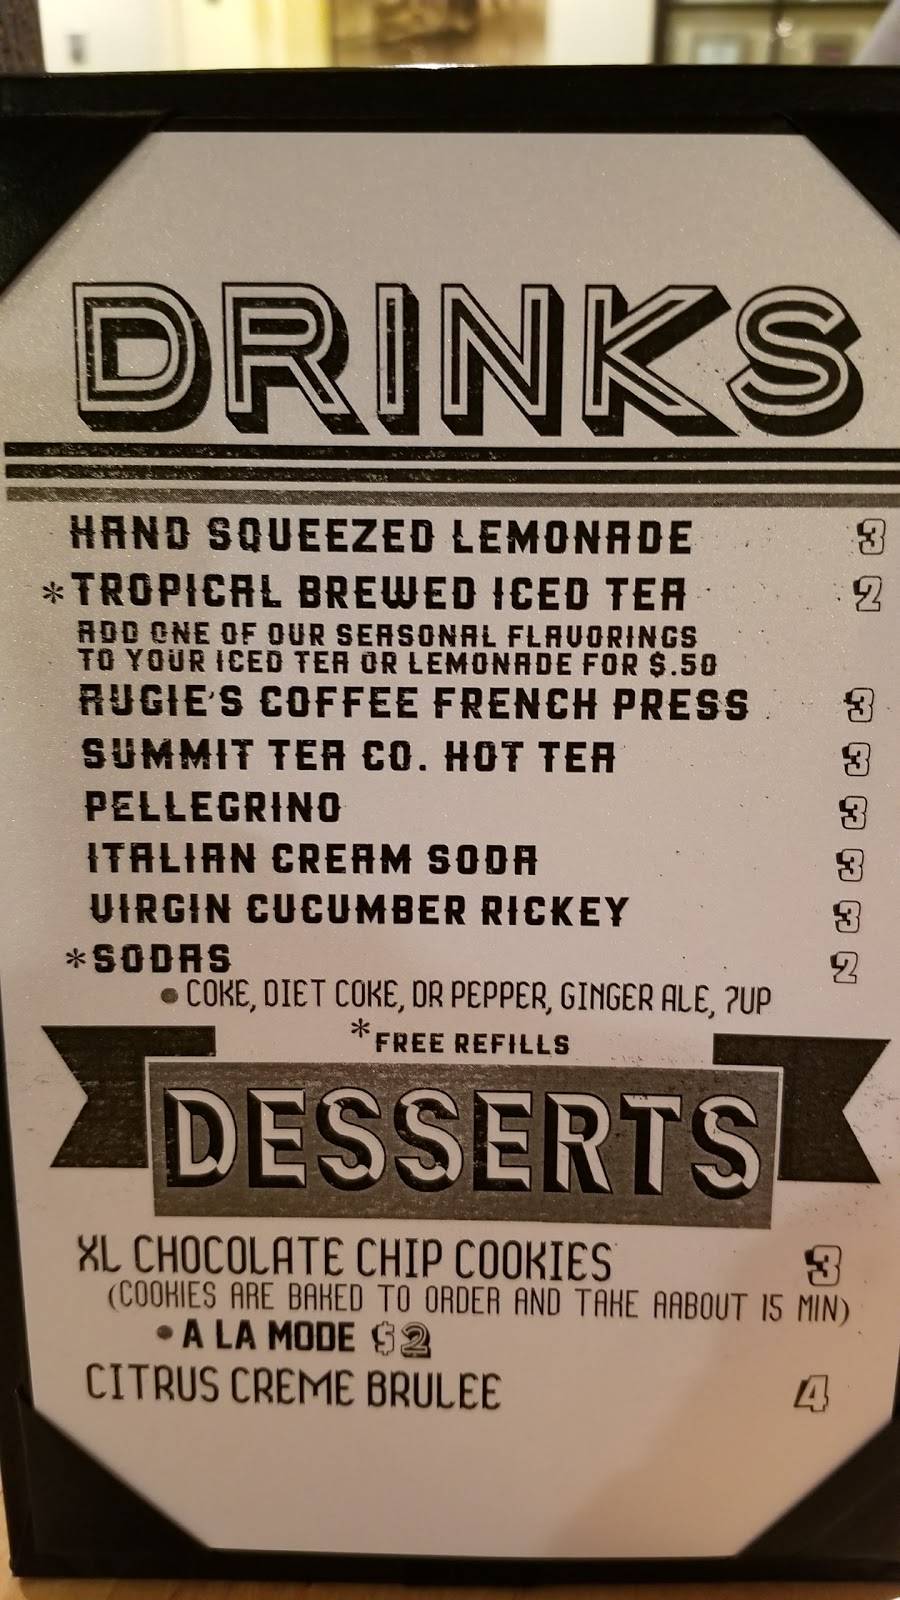 DRINKS
HAND SQUEEZED LEMONADE 3
*TROPICAL BREWED ICED TEA 2
ADD ONE OF OUR SEASONAL FLAVORINGS
TO YOUR ICED TEA OR LEMONADE FOR $.50
AUGIE'S COFFEE FRENCH PRESS 3
SUMMIT TEA CO. HOT TEA 3
PELLEGRINO 3
ITALIAN CREAM SODA 3
VIRGIN CUCUMBER RICKEY 3
*SODAS 2
• COKE, DIET COKE, DR PEPPER, GINGER ALE, 7UP
*FREE REFILLS
DESSERTS
XL CHOCOLATE CHIP COOKIES 3
(COOKIES ARE BAKED TO ORDER AND TAKE AABOUT 15 MIN)
• A LA MODE $2
CITRUS CREME BRULEE 4